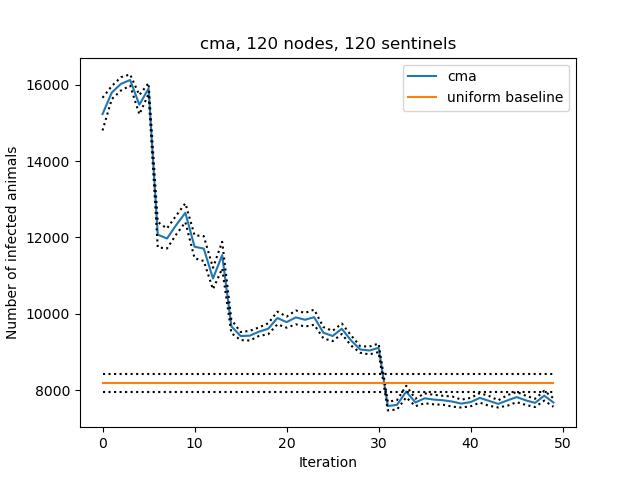 cma, 120 nodes, 120 sentinels
cma
uniform baseline
Number of infected animals
16000
14000
12000
10000
8000
0 10 20 30 40 50
Iteration